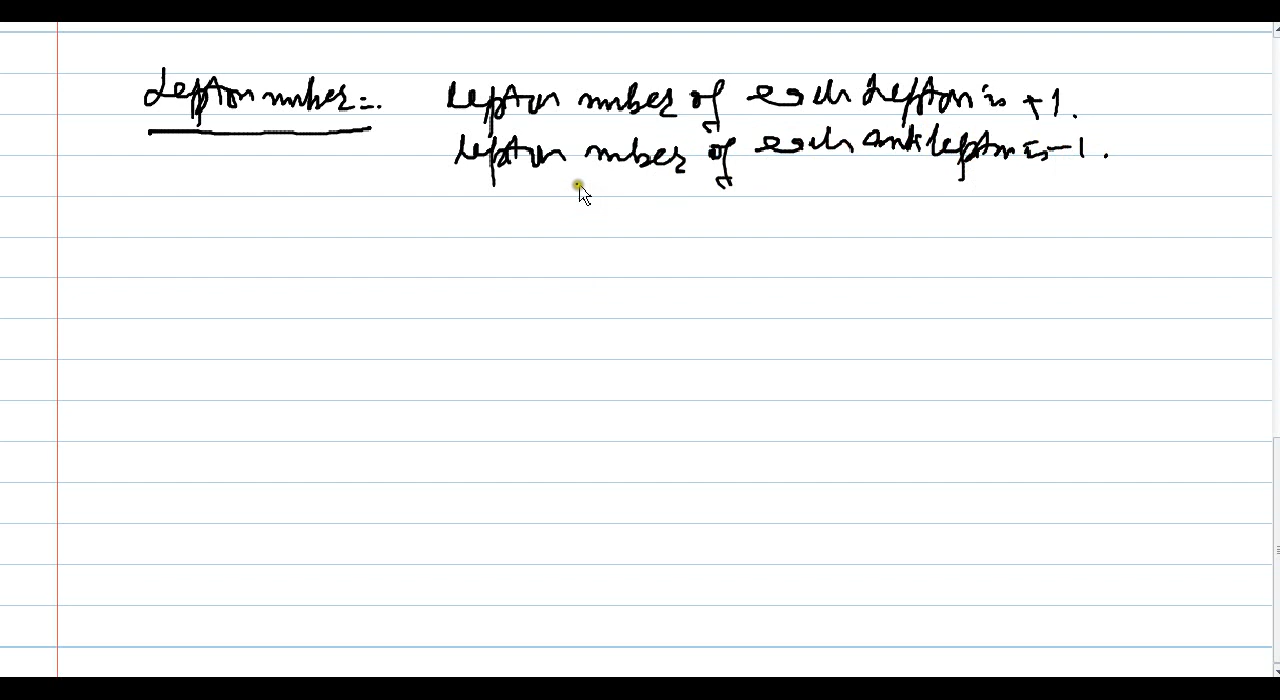 Lepton number :- Lepton number of each Lepton is +1.
Lepton number of each antilepton is -1.